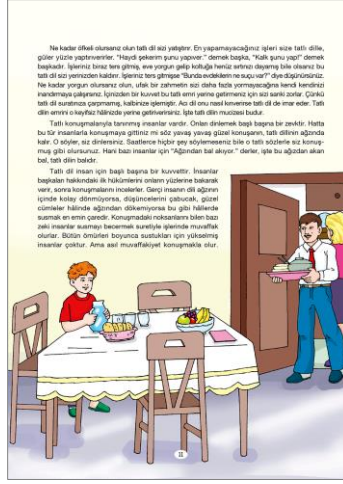 Ne kadar öfkeli olursanız olun tatlı dil sizi yatıştırır. En yapamayacağınız işleri size tatlı dille,
güler yüzle yaptırıverirler. "Haydi şekerim şunu yapıver." demek başka, "Kalk şunu yap!" demek
başkadır. İşleriniz biraz ters gitmiş, eve yorgun gelip koltuğa henüz sırtınızı dayamış bile olsanız bu
tatlı dil sizi yerinizden kaldırır. İşleriniz ters gitmişse "Bunda evdekilerin ne suçu var?" diye düşünürsünüz.
Ne kadar yorgun olursanız olun, ufak bir zahmetin sizi daha fazla yormayacağına kendi kendinizi
inandırmaya çalışırsınız. İçinizden bir kuvvet bu tatlı emri yerine getirmeniz için sizi sanki zorlar. Çünkü
tatlı dil suratınıza çarpmamış, kalbinize işlemiştir. Acı dil onu nasıl kıvverirse tatlı dil de imar eder. Tatlı
dilin emrini o keyifsiz hâlinizde yerine getirirsiniz. İşte tatlı dilin mucizesi budur.
Tatlı konuşmalarıyla tanınmış insanlar vardır. Onları dinlemek başlı başına bir zevktir. Hatta
bu tür insanlarla konuşmaya gittiniz mi söz yavaş yavaş güzel konuşanın, tatlı dillinin ağzında
kalır. O söyler, siz dinlersiniz. Saatlerce hiçbir şey söylemeseniz bile o tatlı sözlerle siz konuş-
muş gibi olursunuz. Hani bazı insanlar için "Ağzından bal akıyor." derler, işte bu ağızdan akan
bal, tatlı dilin balıdır.
Tatlı dil insan için başlı başına bir kuvvettir. İnsanlar
başkaları hakkındaki ilk hükümlerini onların yüzlerine bakarak
verir, sonra konuşmalarını incelerler. Gerçi insanın dili ağzının
içinde kolay dönmüyorsa, düşüncelerini çabucak, güzel
cümleler hâlinde ağzından dökemiyorsa bu gibi hâllerde
susmak en emin çaredir. Konuşmadaki noksanlarını bilen bazı
zeki insanlar susmayı becermek suretiyle işlerinde muvaffak
olurlar. Bütün ömürleri boyunca sustukları için yükselmiş
insanlar çoktur. Ama asıl muvaffakiyet konuşmakla olur.